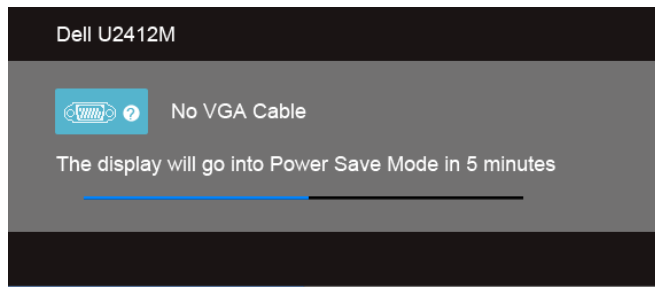 Dell U2412M
? No VGA Cable
The display will go into Power Save Mode in 5 minutes